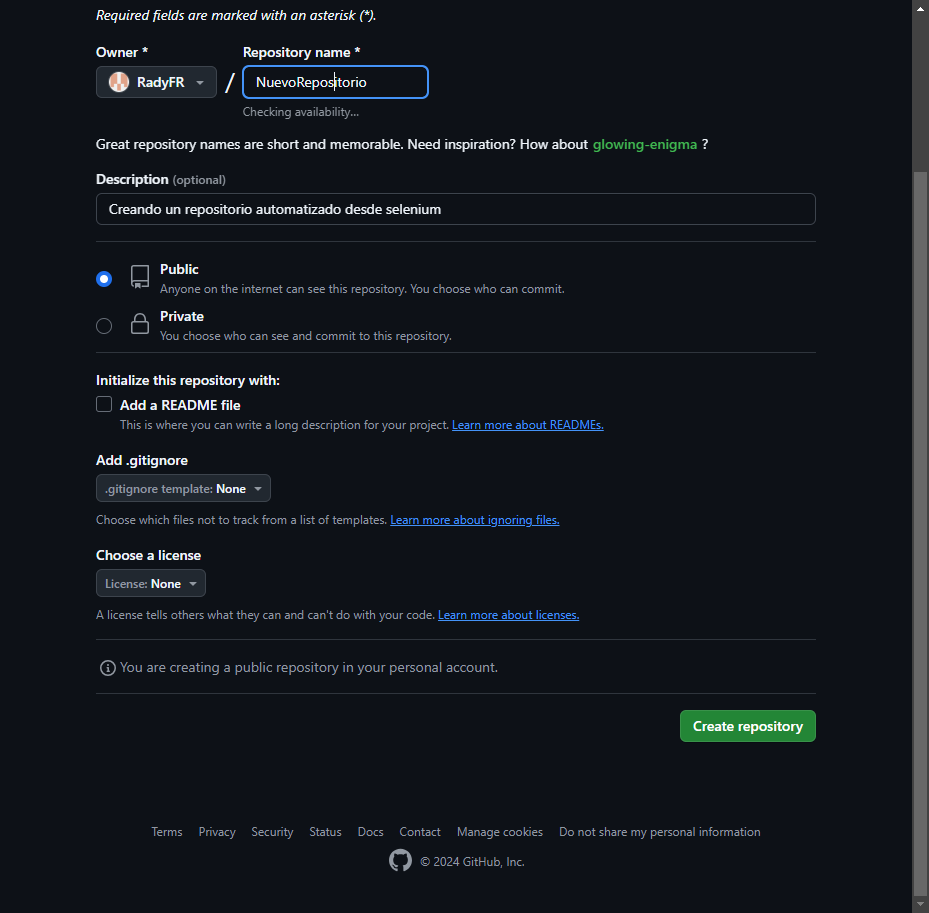 Required fields are marked with an asterisk (*).
Owner * Repository name *
RadyFR / NuevoRepositorio
Checking availability...
Great repository names are short and memorable. Need inspiration? How about glowing-enigma ?
Description (optional)
Creando un repositorio automatizado desde selenium
Public
Anyone on the internet can see this repository. You choose who can commit.
Private
You choose who can see and commit to this repository.
Initialize this repository with:
Add a README file
This is where you can write a long description for your project. Learn more about READMEs.
Add .gitignore
.gitignore template: None
Choose which files not to track from a list of templates. Learn more about ignoring files.
Choose a license
License: None
A license tells others what they can and can't do with your code. Learn more about licenses.
You are creating a public repository in your personal account.
Create repository
Terms Privacy Security Status Docs Contact Manage cookies Do not share my personal information
© 2024 GitHub, Inc.